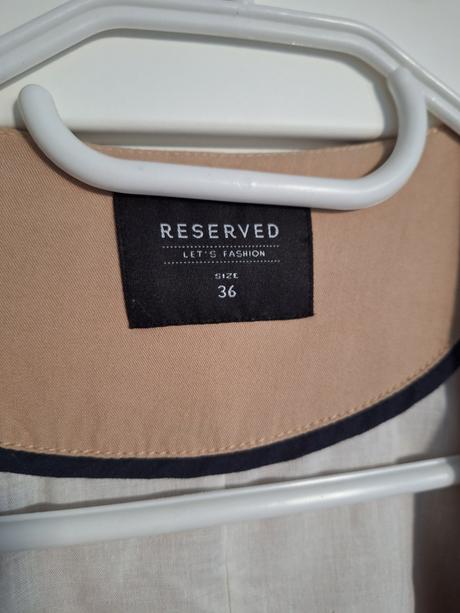 RESERVED
LET'S FASHION
SIZE
36